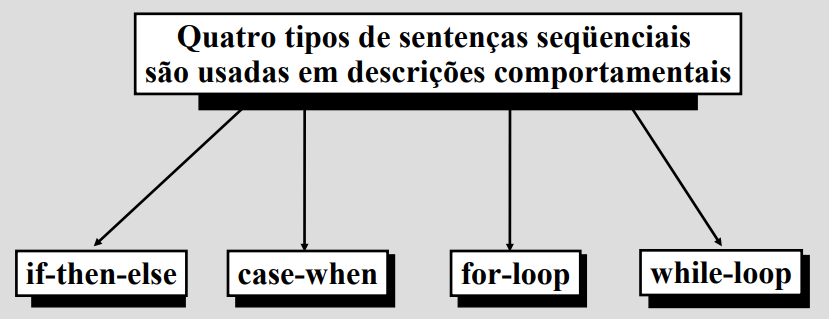 Quatro tipos de sentenças seqüenciais
são usadas em descrições comportamentais
if-then-else
case-when
for-loop
while-loop